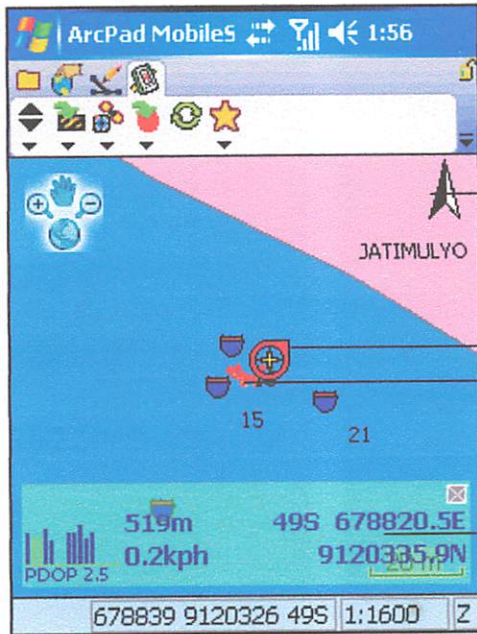 ArcPad MobileS 1:56
JATIMULYO
15
21
519m 49S 678820.5E
0.2kph 9120335.9N
PDOP 2.5
20 m
678839 9120326 49S 1:1600 Z